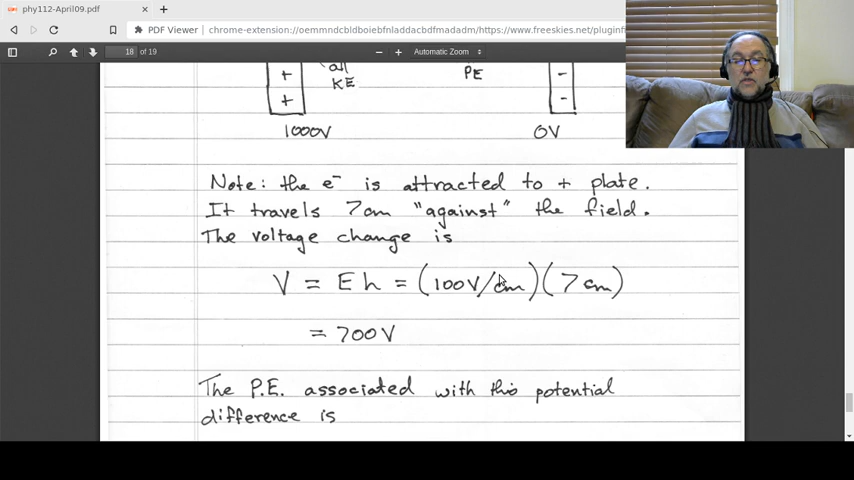 phy112-April09.pdf
PDF Viewer
chrome-extension://oemmndcbldboiebfnladdacbdfmadadm/https://www.freeskies.net/pluginfi
18 of 19
Automatic Zoom
+ all PE -
+ KE -
1000V 0V
Note: the e⁻ is attracted to + plate.
It travels 7cm "against" the field.
The voltage change is
V = Eh = (100V/cm)(7cm)
= 700V
The P.E. associated with this potential
difference is